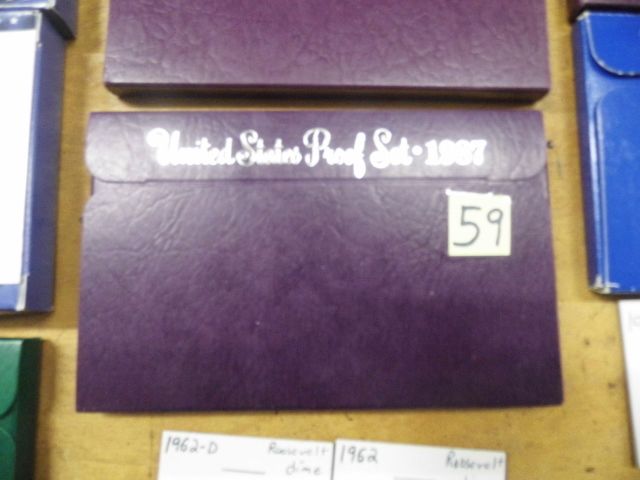 United States Proof Set • 1987
59
1962-D Roosevelt
dime
1962 Roosevelt